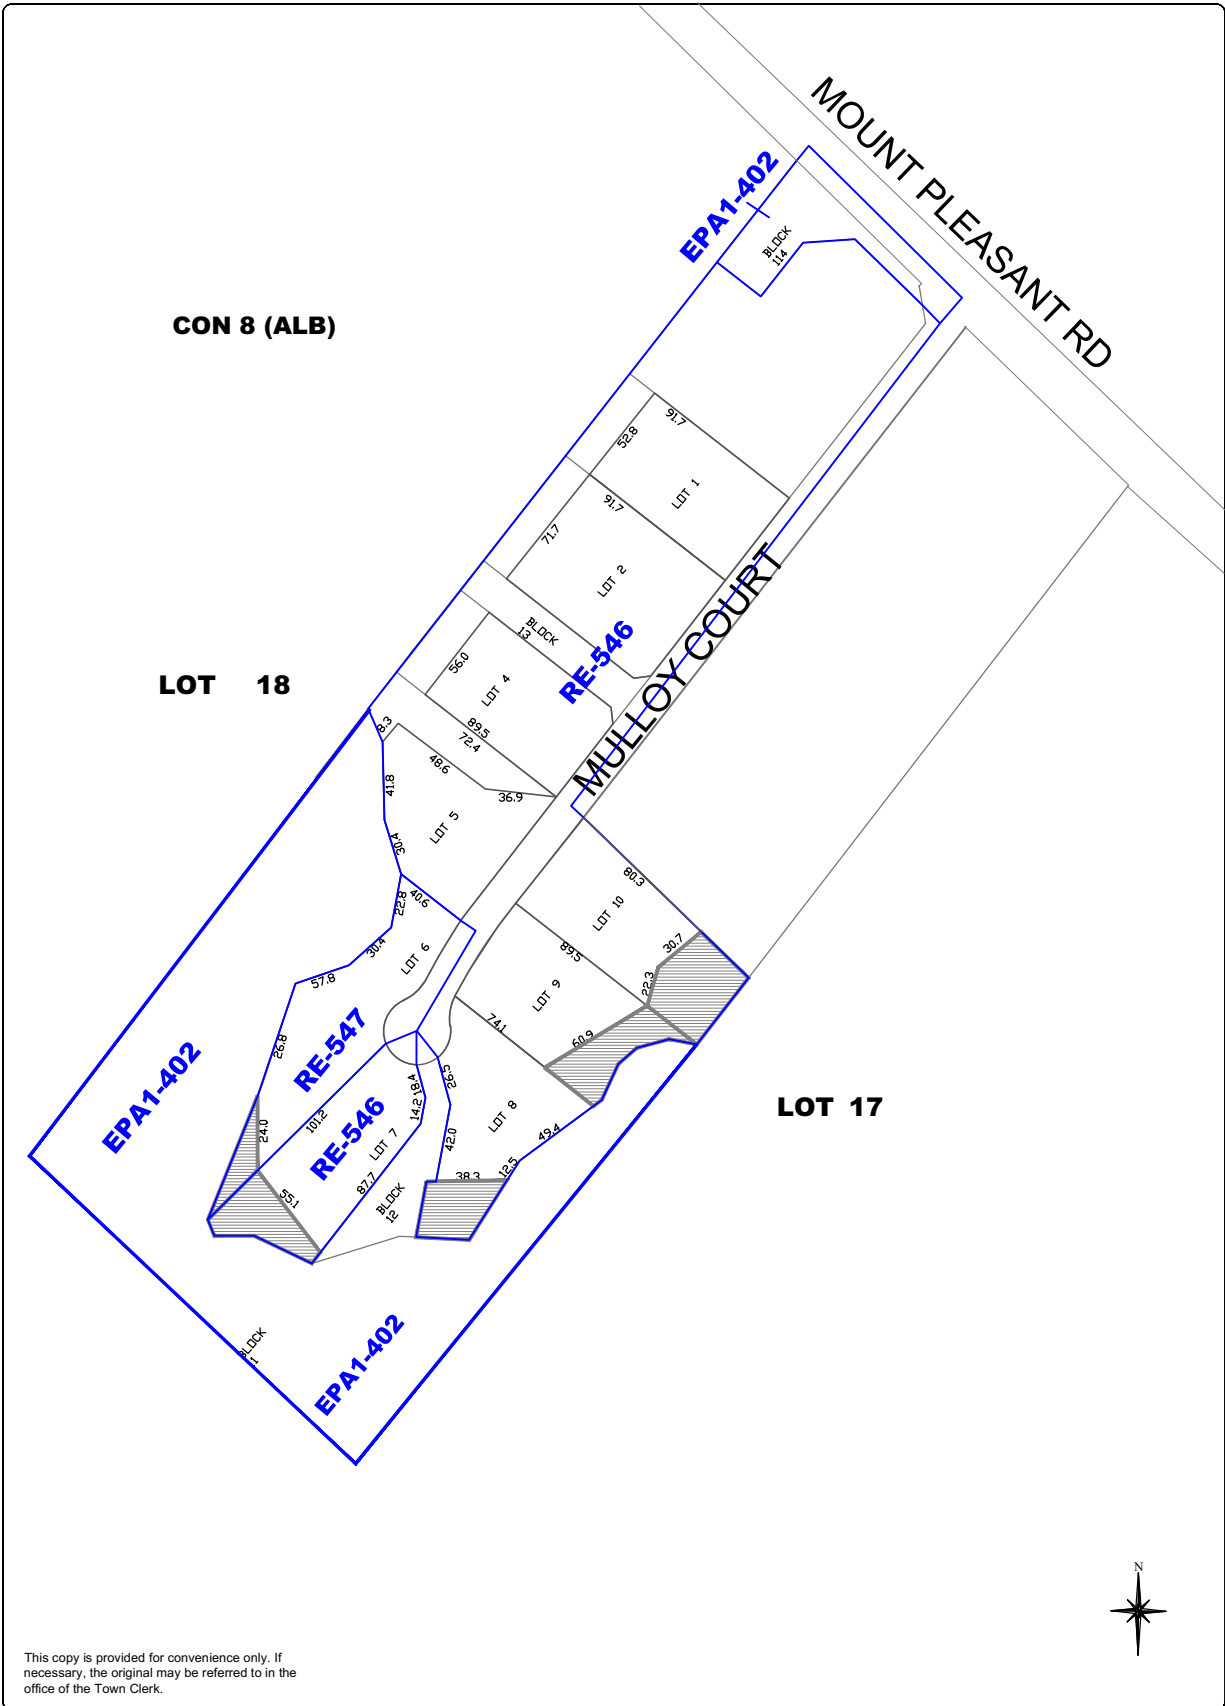 MOUNT PLEASANT RD
EPA1-402
BLOCK
114
CON 8 (ALB)
91.7
52.8
LOT 1
91.7
71.7
LOT 2
MULLOY COURT
BLOCK
13
RE-546
56.0
LOT 4
LOT 18
89.5
72.4
8.3
48.6
36.9
41.8
LOT 5
30.4
80.3
40.6
22.8
LOT 10
30.4
LOT 6
89.5
30.7
57.8
22.3
LOT 9
74.1
RE-547
26.8
60.9
EPA1-402
26.5
18.4
14.2
101.2
RE-546
LOT 8
LOT 17
24.0
LOT 7
42.0
49.4
12.5
38.3
87.7
55.1
BLOCK
12
BLOCK
EPA1-402
N
This copy is provided for convenience only. If
necessary, the original may be referred to in the
office of the Town Clerk.